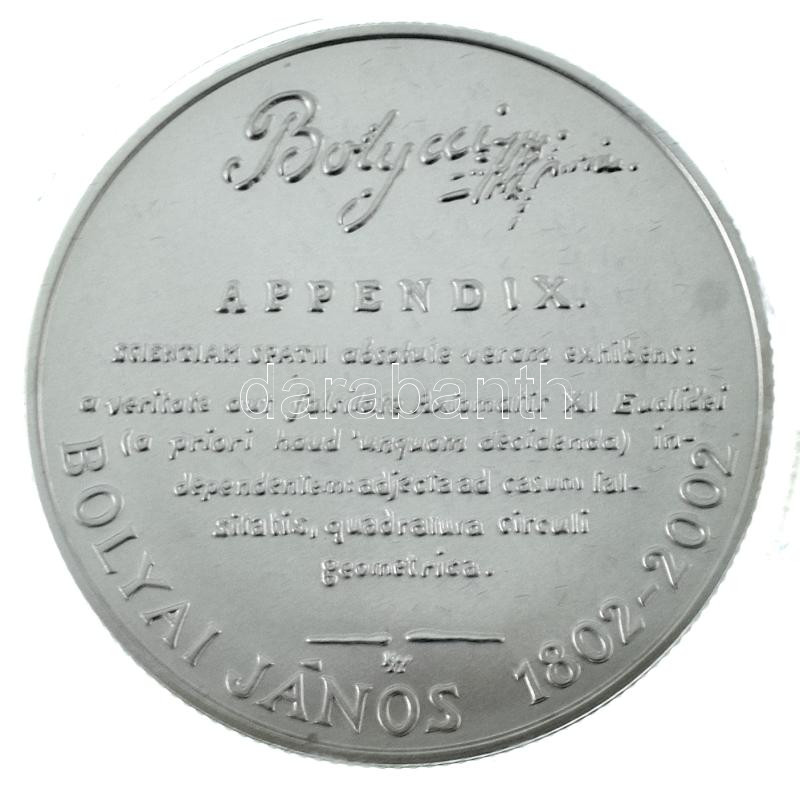 Bolyai
APPENDIX.
SCIENTIAM SPATII absolute veram exhibens:
a veritate aut falsitate Axiomatis XI Euclidei
(a priori haud unquam decidenda) in-
dependentem: adjecta ad casum fal-
sitatis, quadratura circuli
geometrica.
BOLYAI JÁNOS 1802-2002
darabanth